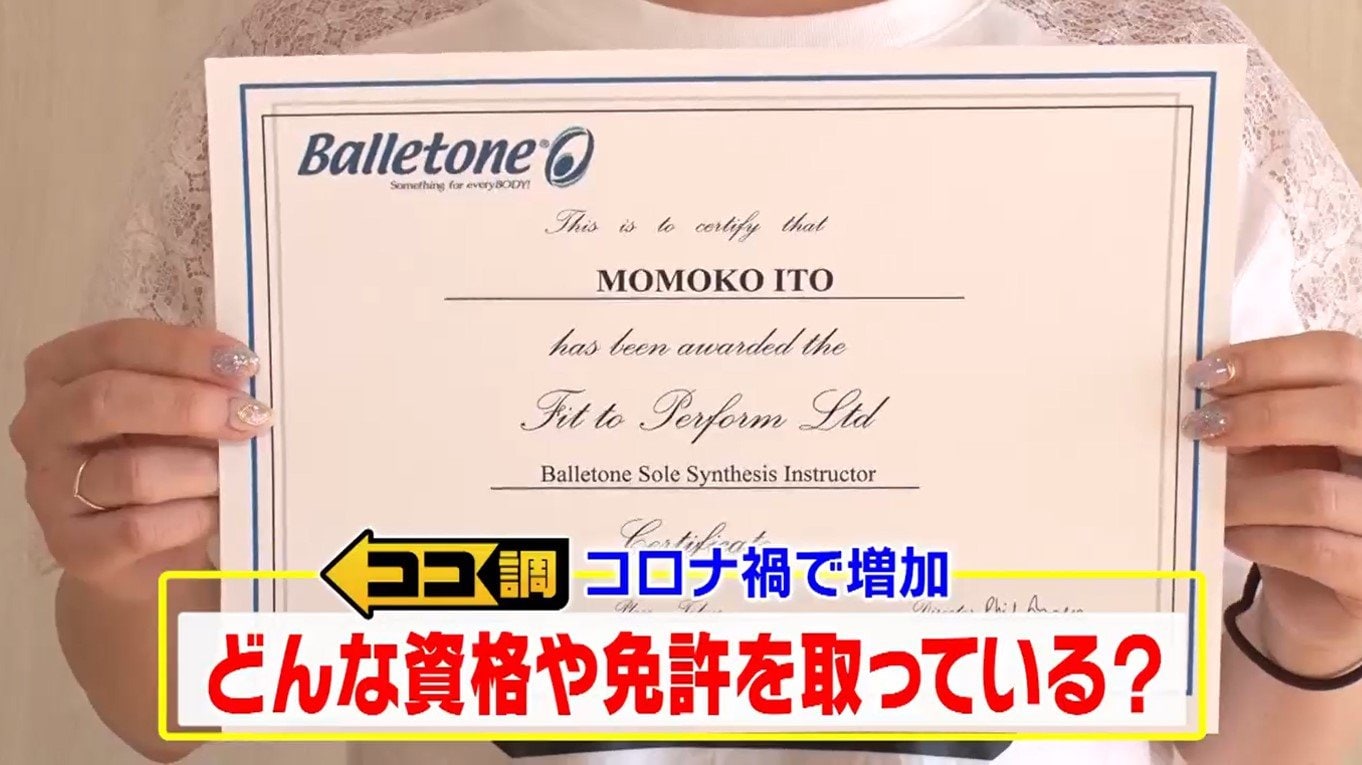 Balletone®
Something for everyBODY!
This is to certify that
MOMOKO ITO
has been awarded the
Fit to Perform Ltd
Balletone Sole Synthesis Instructor
Certificate
ココ調 コロナ禍で増加
Director
どんな資格や免許を取っている?